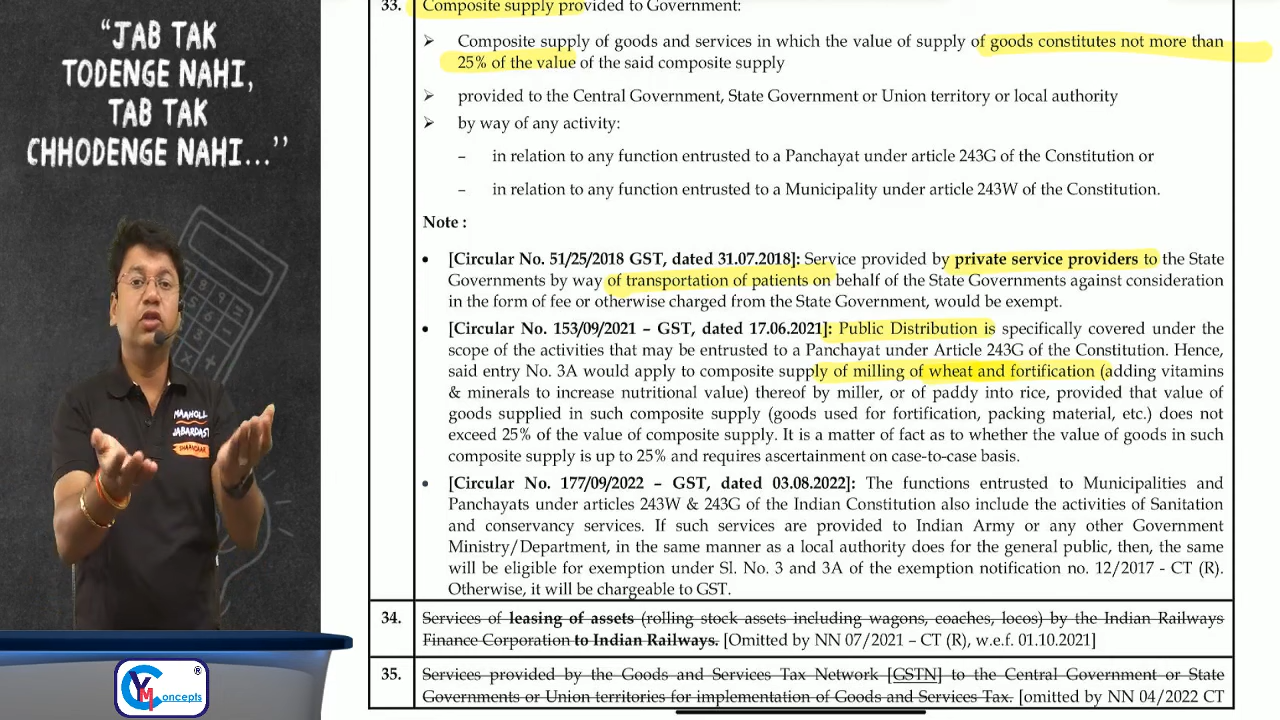 “JAB TAK
TODENGE NAHI,
TAB TAK
CHHODENGE NAHI...’’
MAAHOLL
JABARDAST
SHAANDAAR
CYM Concepts ®
33. Composite supply provided to Government:
➢ Composite supply of goods and services in which the value of supply of goods constitutes not more than
25% of the value of the said composite supply
➢ provided to the Central Government, State Government or Union territory or local authority
➢ by way of any activity:
– in relation to any function entrusted to a Panchayat under article 243G of the Constitution or
– in relation to any function entrusted to a Municipality under article 243W of the Constitution.
Note :
• [Circular No. 51/25/2018 GST, dated 31.07.2018]: Service provided by private service providers to the State
Governments by way of transportation of patients on behalf of the State Governments against consideration
in the form of fee or otherwise charged from the State Government, would be exempt.
• [Circular No. 153/09/2021 – GST, dated 17.06.2021]: Public Distribution is specifically covered under the
scope of the activities that may be entrusted to a Panchayat under Article 243G of the Constitution. Hence,
said entry No. 3A would apply to composite supply of milling of wheat and fortification (adding vitamins
& minerals to increase nutritional value) thereof by miller, or of paddy into rice, provided that value of
goods supplied in such composite supply (goods used for fortification, packing material, etc.) does not
exceed 25% of the value of composite supply. It is a matter of fact as to whether the value of goods in such
composite supply is up to 25% and requires ascertainment on case-to-case basis.
• [Circular No. 177/09/2022 – GST, dated 03.08.2022]: The functions entrusted to Municipalities and
Panchayats under articles 243W & 243G of the Indian Constitution also include the activities of Sanitation
and conservancy services. If such services are provided to Indian Army or any other Government
Ministry/Department, in the same manner as a local authority does for the general public, then, the same
will be eligible for exemption under Sl. No. 3 and 3A of the exemption notification no. 12/2017 - CT (R).
Otherwise, it will be chargeable to GST.
34. Services of leasing of assets (rolling stock assets including wagons, coaches, locos) by the Indian Railways
Finance Corporation to Indian Railways. [Omitted by NN 07/2021 – CT (R), w.e.f. 01.10.2021]
35. Services provided by the Goods and Services Tax Network [GSTN] to the Central Government or State
Governments or Union territories for implementation of Goods and Services Tax. [omitted by NN 04/2022 CT